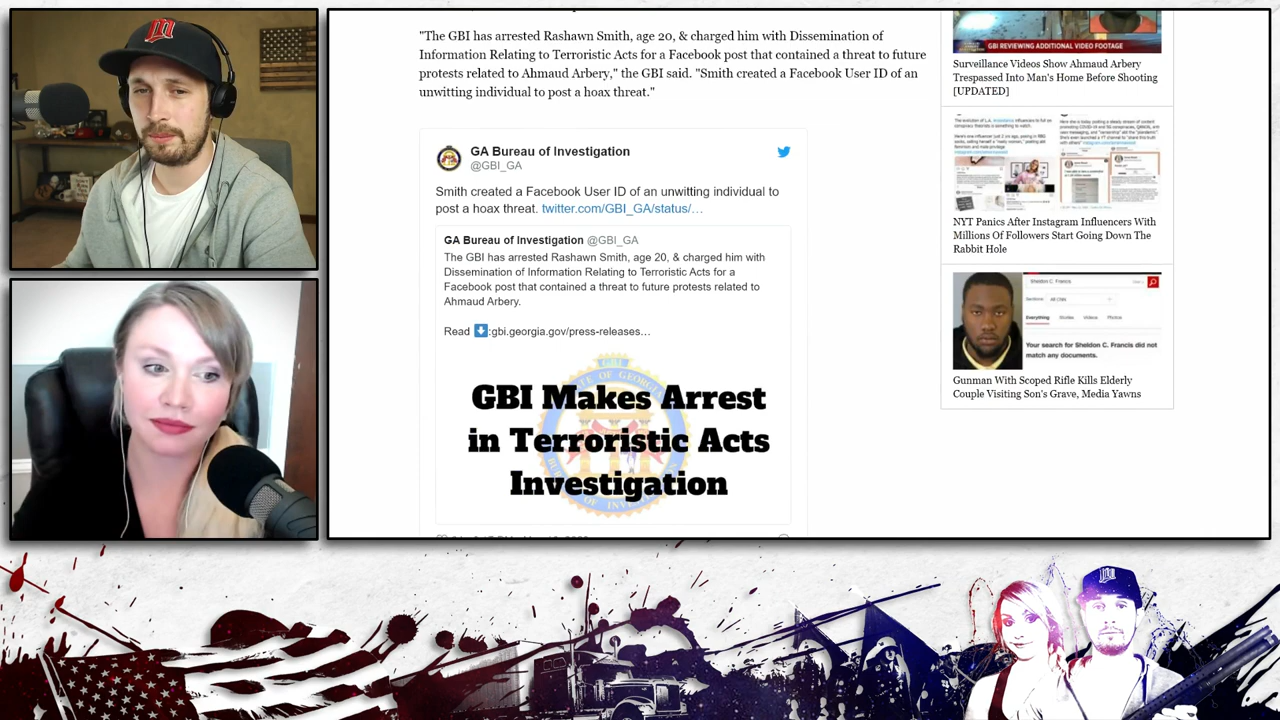 "The GBI has arrested Rashawn Smith, age 20, & charged him with Dissemination of
Information Relating to Terroristic Acts for a Facebook post that contained a threat to future
protests related to Ahmaud Arbery," the GBI said. "Smith created a Facebook User ID of an
unwitting individual to post a hoax threat."
GA Bureau of Investigation
@GBI_GA
Smith created a Facebook User ID of an unwitting individual to
post a hoax threat. twitter.com/GBI_GA/status/…
GA Bureau of Investigation @GBI_GA
The GBI has arrested Rashawn Smith, age 20, & charged him with
Dissemination of Information Relating to Terroristic Acts for a
Facebook post that contained a threat to future protests related to
Ahmaud Arbery.
Read ⬇:gbi.georgia.gov/press-releases…
GBI Makes Arrest
in Terroristic Acts
Investigation
GBI REVIEWING ADDITIONAL VIDEO FOOTAGE
Surveillance Videos Show Ahmaud Arbery
Trespassed Into Man's Home Before Shooting
[UPDATED]
NYT Panics After Instagram Influencers With
Millions Of Followers Start Going Down The
Rabbit Hole
Sheldon C. Francis
Sections
Everything Stories Videos Photos
Your search for Sheldon C. Francis did not
match any documents.
Gunman With Scoped Rifle Kills Elderly
Couple Visiting Son's Grave, Media Yawns